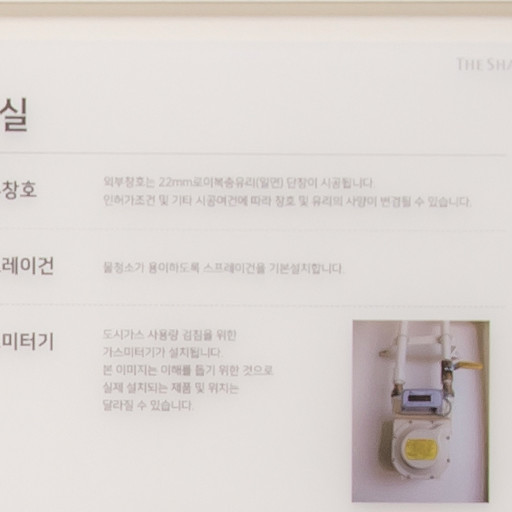 THE SHA
실
창호
외부창호는 22mm로이복층유리(일면) 단창이 시공됩니다.
인허가조건 및 기타 시공여건에 따라 창호 및 유리의 사양이 변경될 수 있습니다.
레이건
물청소가 용이하도록 스프레이건을 기본설치합니다.
미터기
도시가스 사용량 검침을 위한
가스미터기가 설치됩니다.
본 이미지는 이해를 돕기 위한 것으로
실제 설치되는 제품 및 위치는
달라질 수 있습니다.